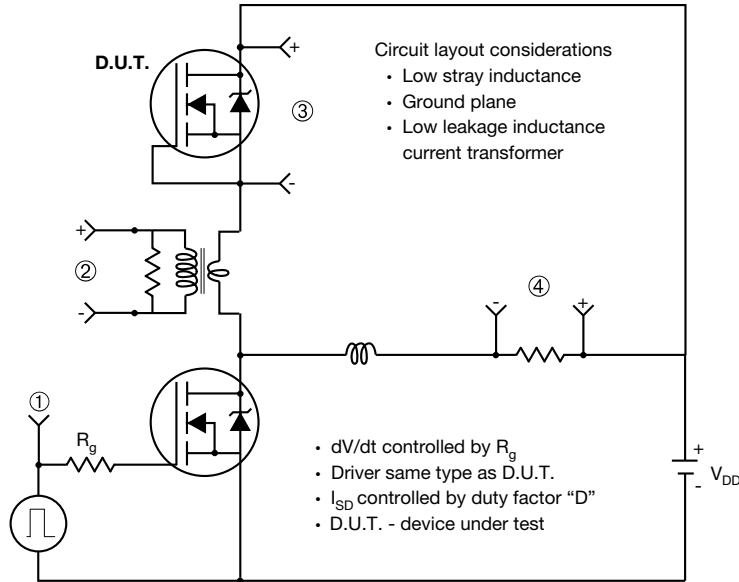 D.U.T.
+
Circuit layout considerations
• Low stray inductance
• Ground plane
• Low leakage inductance
current transformer
③
-
+
②
-
④
-
+
①
R_g
• dV/dt controlled by R_g
• Driver same type as D.U.T.
• I_SD controlled by duty factor “D”
• D.U.T. - device under test
+
V_DD
-